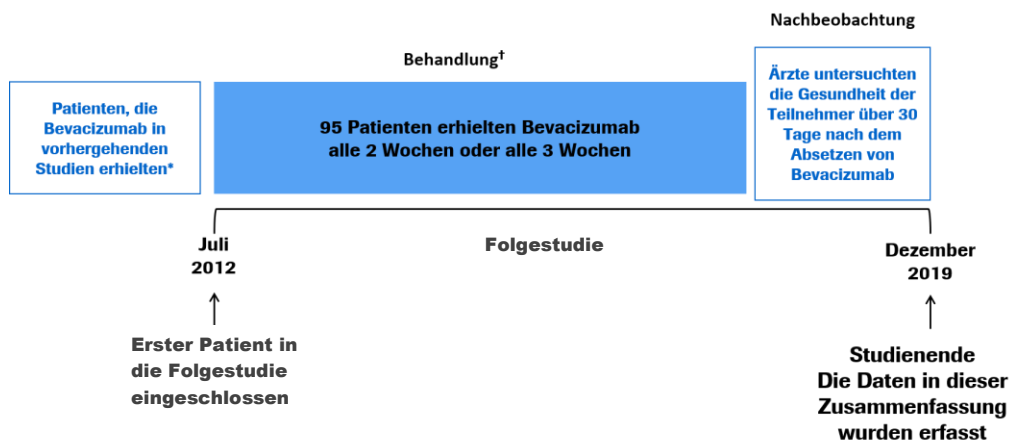 Nachbeobachtung
Behandlung†
Patienten, die
Bevacizumab in
vorhergehenden
Studien erhielten*
95 Patienten erhielten Bevacizumab
alle 2 Wochen oder alle 3 Wochen
Ärzte untersuchten
die Gesundheit der
Teilnehmer über 30
Tage nach dem
Absetzen von
Bevacizumab
Juli
2012
Folgestudie
Dezember
2019
Erster Patient in
die Folgestudie
eingeschlossen
Studienende
Die Daten in dieser
Zusammenfassung
wurden erfasst